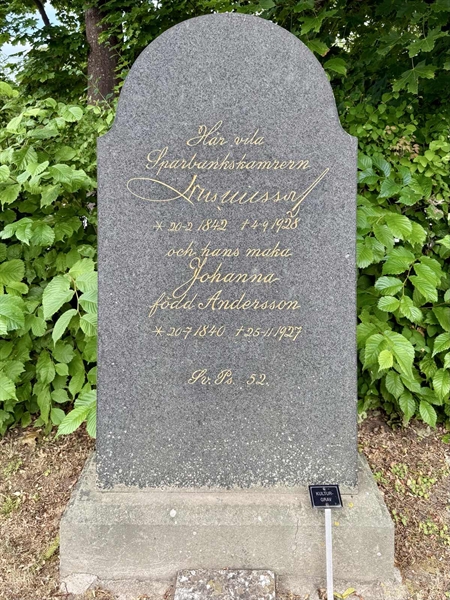 Här vila
Sparbankskamrern
* 20-2 1842 † 4-9 1928
och hans maka
Johanna
född Andersson
* 20-7 1840 † 25-11 1927
Sv. Ps. 52.
KULTUR-
GRAV